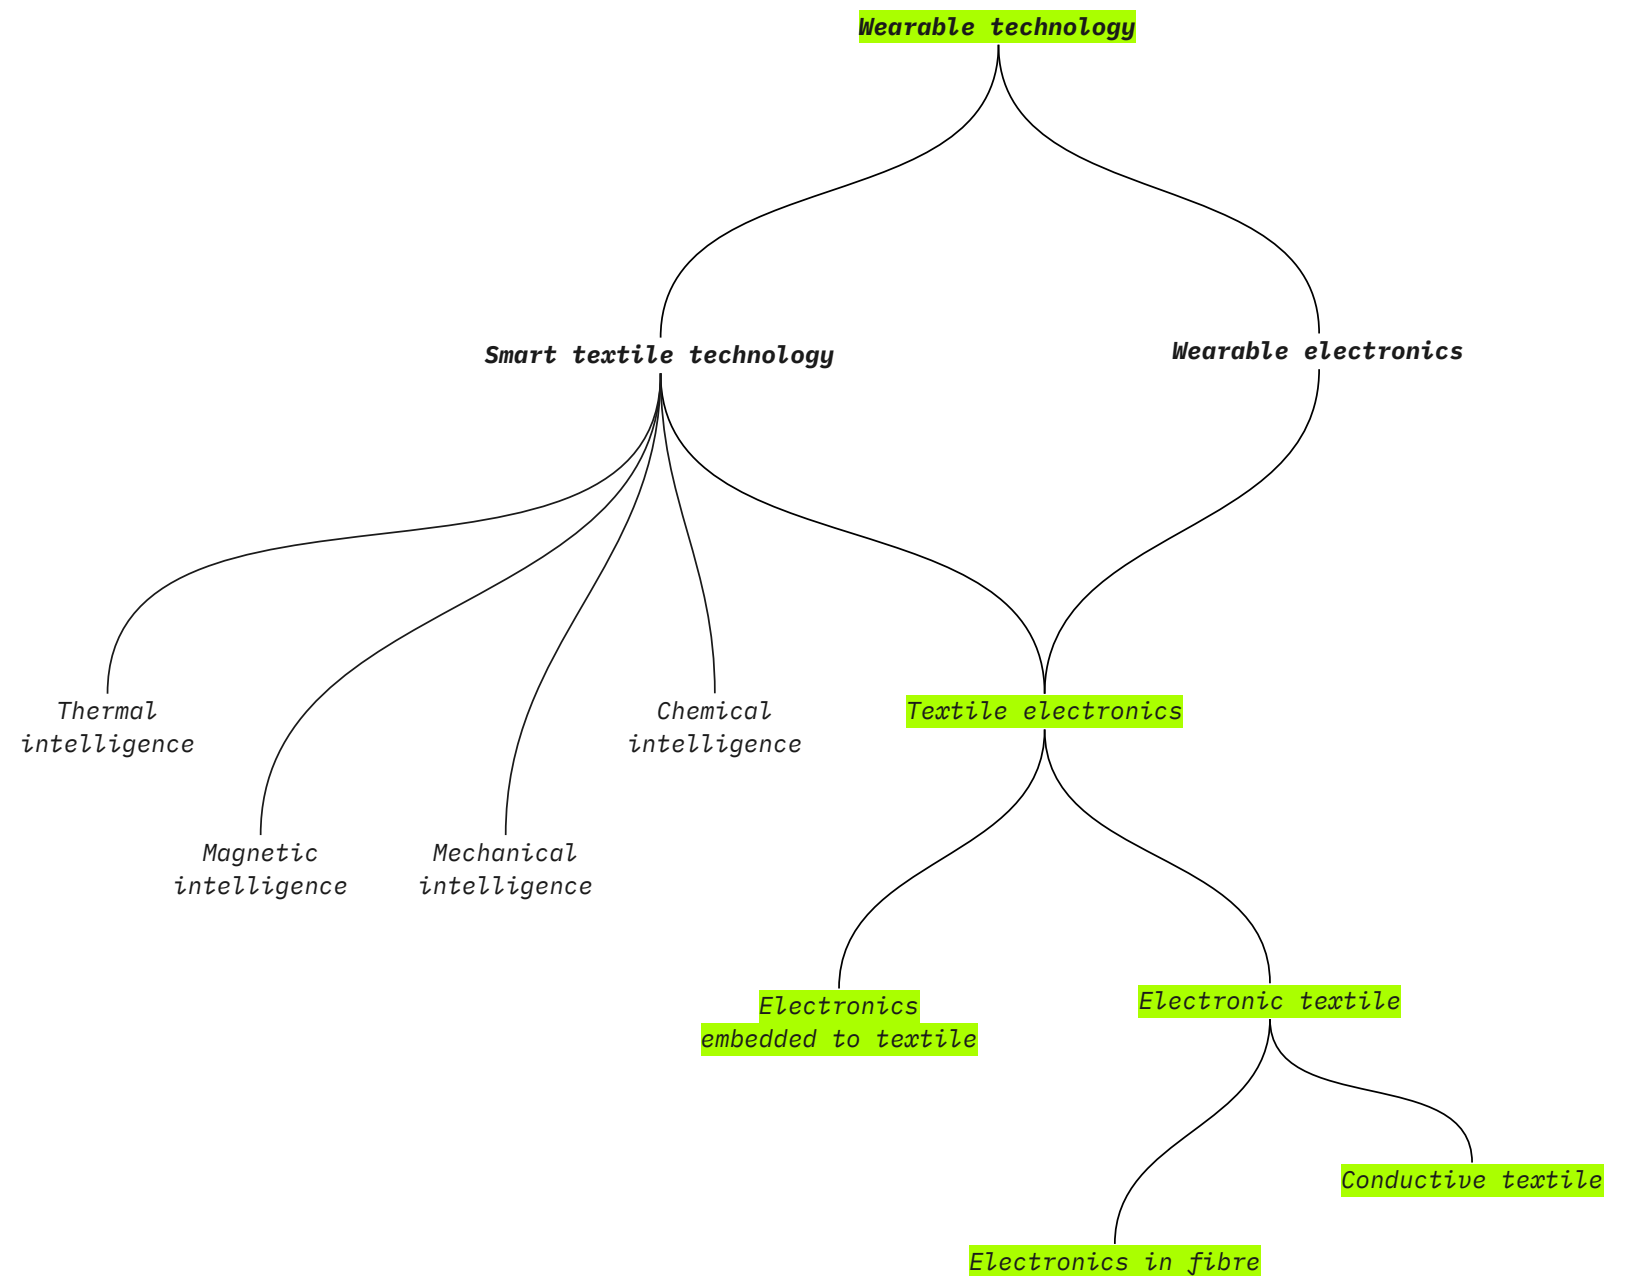 Wearable technology
Smart textile technology
Wearable electronics
Thermal
intelligence
Magnetic
intelligence
Mechanical
intelligence
Chemical
intelligence
Textile electronics
Electronics
embedded to textile
Electronic textile
Electronics in fibre
Conductive textile